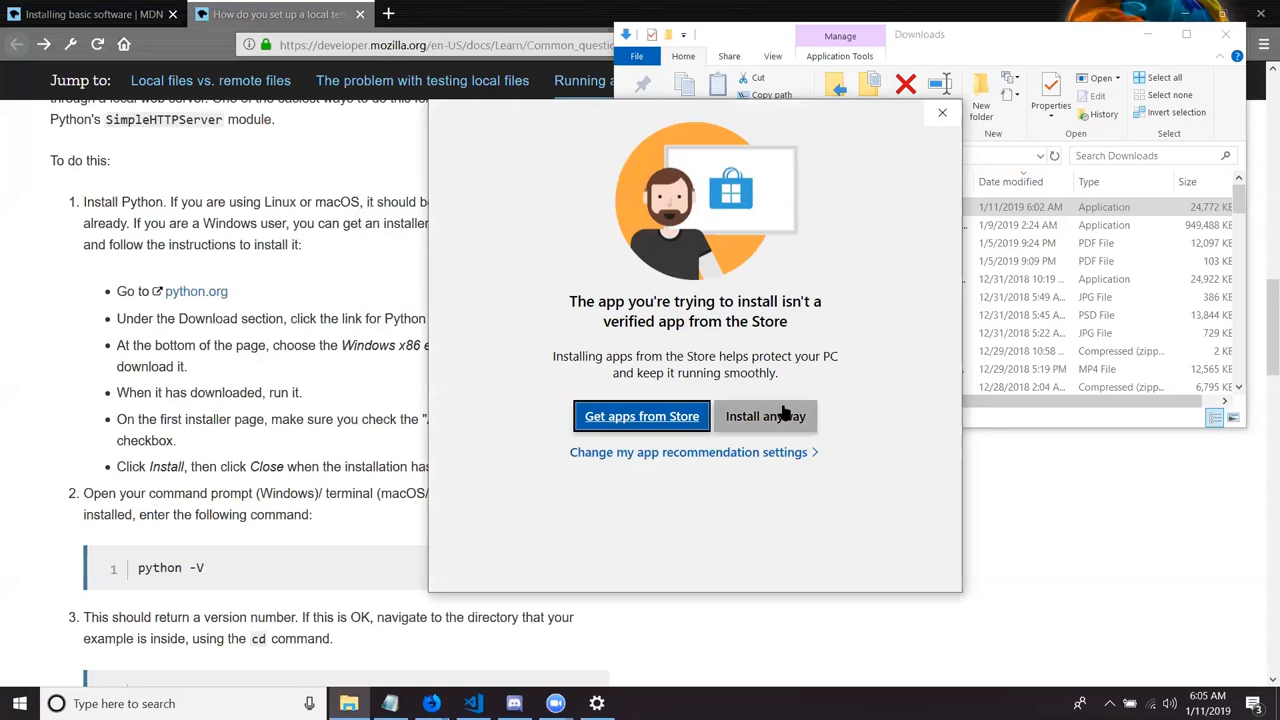 Installing basic software | MDN
How do you set up a local test
https://developer.mozilla.org/en-US/docs/Learn/Common_questio
Jump to:
Local files vs. remote files
The problem with testing local files
Running a
Python's SimpleHTTPServer module.
To do this:
1. Install Python. If you are using Linux or macOS, it should b
already. If you are a Windows user, you can get an installer
and follow the instructions to install it:
Go to python.org
Under the Download section, click the link for Python
At the bottom of the page, choose the Windows x86 e
download it.
When it has downloaded, run it.
On the first installer page, make sure you check the "
checkbox.
Click Install, then click Close when the installation has
2. Open your command prompt (Windows)/ terminal (macOS/
installed, enter the following command:
1 python -V
3. This should return a version number. If this is OK, navigate to the directory that your
example is inside, using the cd command.
Manage
Downloads
File
Home
Share
View
Application Tools
Cut
Copy path
New
folder
Properties
Open
Edit
History
Select all
Select none
Invert selection
New
Open
Select
Search Downloads
Date modified Type Size
1/11/2019 6:02 AM Application 24,772 KB
1/9/2019 2:24 AM Application 949,488 KB
1/5/2019 9:24 PM PDF File 12,097 KB
1/5/2019 9:09 PM PDF File 103 KB
12/31/2018 10:19 ... Application 24,922 KB
12/31/2018 5:49 A... JPG File 386 KB
12/31/2018 5:45 A... PSD File 13,844 KB
12/31/2018 5:22 A... JPG File 729 KB
12/29/2018 10:58 ... Compressed (zipp... 2 KB
12/29/2018 5:19 PM MP4 File 12,565 KB
12/28/2018 2:04 A... Compressed (zipp... 6,795 KB
The app you're trying to install isn't a
verified app from the Store
Installing apps from the Store helps protect your PC
and keep it running smoothly.
Get apps from Store
Install anyway
Change my app recommendation settings
Type here to search
6:05 AM
1/11/2019
3